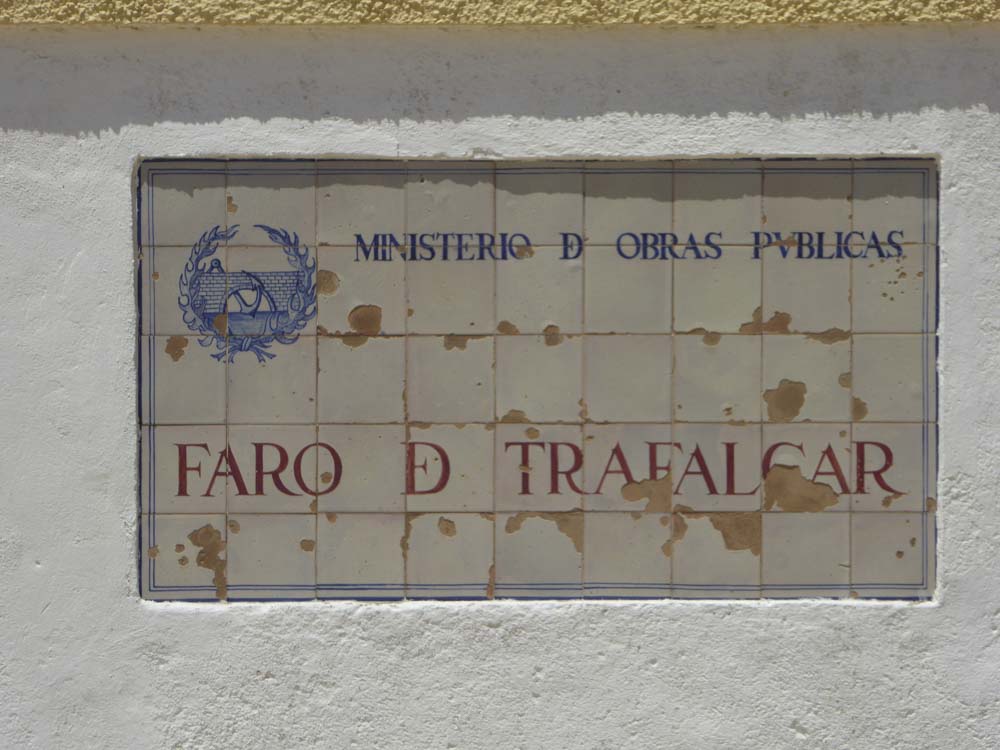 MINISTERIO Đ OBRAS PVBLICAS
FARO Đ TRAFALGAR